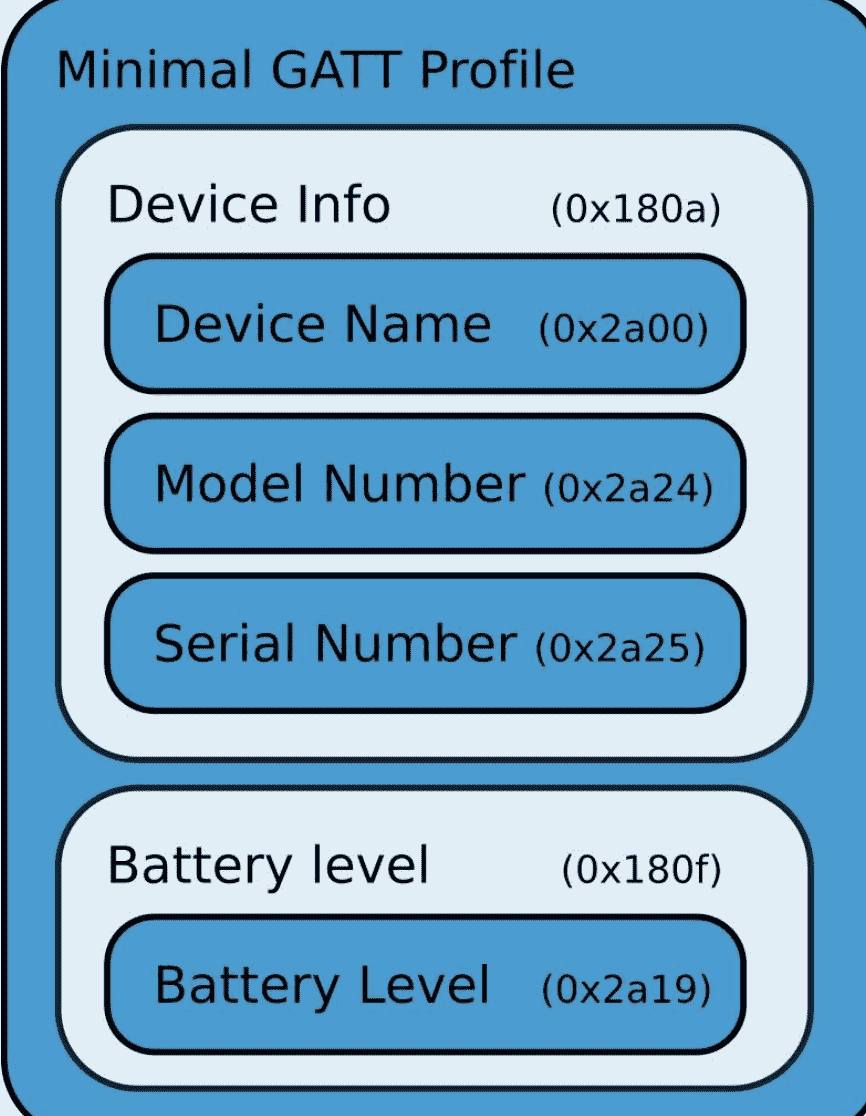 Minimal GATT Profile
Device Info (0x180a)
Device Name (0x2a00)
Model Number (0x2a24)
Serial Number (0x2a25)
Battery level (0x180f)
Battery Level (0x2a19)